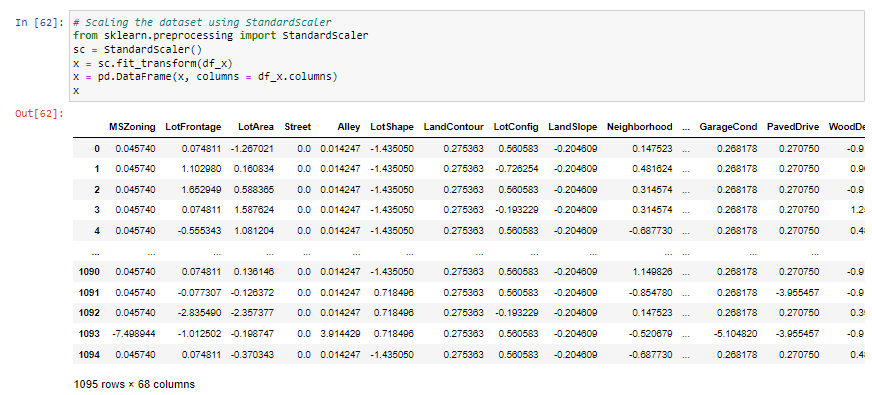 In [62]: # Scaling the dataset using StandardScaler
from sklearn.preprocessing import StandardScaler
sc = StandardScaler()
x = sc.fit_transform(df_x)
x = pd.DataFrame(x, columns = df_x.columns)
x
Out[62]:
MSZoning LotFrontage LotArea Street Alley LotShape LandContour LotConfig LandSlope Neighborhood ... GarageCond PavedDrive WoodDe
0 0.045740 0.074811 -1.267021 0.0 0.014247 -1.435050 0.275363 0.560583 -0.204609 0.147523 ... 0.268178 0.270750 -0.9
1 0.045740 1.102980 0.160834 0.0 0.014247 -1.435050 0.275363 -0.726254 -0.204609 0.481624 ... 0.268178 0.270750 0.9
2 0.045740 1.652949 0.588365 0.0 0.014247 -1.435050 0.275363 0.560583 -0.204609 0.314574 ... 0.268178 0.270750 -0.9
3 0.045740 0.074811 1.587624 0.0 0.014247 -1.435050 0.275363 -0.193229 -0.204609 0.314574 ... 0.268178 0.270750 1.2
4 0.045740 -0.555343 1.081204 0.0 0.014247 -1.435050 0.275363 0.560583 -0.204609 -0.687730 ... 0.268178 0.270750 0.4
... ... ... ... ... ... ... ... ... ... ... ... ... ...
1090 0.045740 0.074811 0.136146 0.0 0.014247 -1.435050 0.275363 0.560583 -0.204609 1.149826 ... 0.268178 0.270750 -0.9
1091 0.045740 -0.077307 -0.126372 0.0 0.014247 0.718496 0.275363 0.560583 -0.204609 -0.854780 ... 0.268178 -3.955457 -0.9
1092 0.045740 -2.835490 -2.357377 0.0 0.014247 0.718496 0.275363 -0.193229 -0.204609 0.147523 ... 0.268178 0.270750 0.3
1093 -7.498944 -1.012502 -0.198747 0.0 3.914429 0.718496 0.275363 0.560583 -0.204609 -0.520679 ... -5.104820 -3.955457 -0.9
1094 0.045740 0.074811 -0.370343 0.0 0.014247 -1.435050 0.275363 0.560583 -0.204609 -0.687730 ... 0.268178 0.270750 0.4
1095 rows × 68 columns